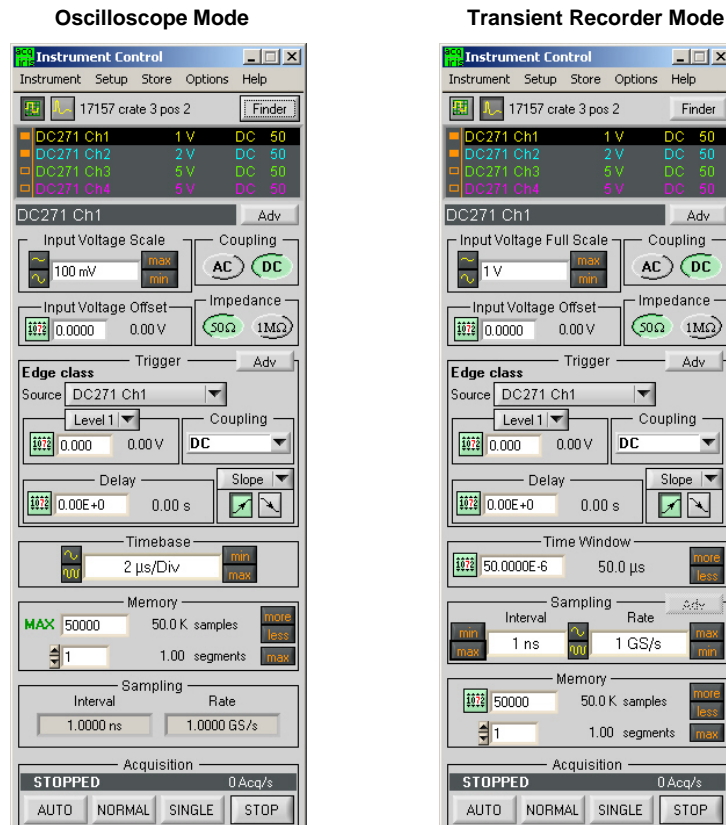 Oscilloscope Mode
acq iris Instrument Control
Instrument Setup Store Options Help
17157 crate 3 pos 2 Finder
DC271 Ch1 1 V DC 50
DC271 Ch2 2 V DC 50
DC271 Ch3 5 V DC 50
DC271 Ch4 5 V DC 50
DC271 Ch1 Adv
Input Voltage Scale Coupling
100 mV max min AC DC
Input Voltage Offset Impedance
1072 0.0000 0.00 V 50Ω 1MΩ
Trigger Adv
Edge class
Source DC271 Ch1
Level 1 Coupling
1072 0.000 0.00 V DC
Delay Slope
1072 0.00E+0 0.00 s
Timebase
2 µs/Div min max
Memory
MAX 50000 50.0 K samples more less
1 1.00 segments max
Sampling
Interval Rate
1.0000 ns 1.0000 GS/s
Acquisition
STOPPED 0 Acq/s
AUTO NORMAL SINGLE STOP
Transient Recorder Mode
acq iris Instrument Control
Instrument Setup Store Options Help
17157 crate 3 pos 2 Finder
DC271 Ch1 1 V DC 50
DC271 Ch2 2 V DC 50
DC271 Ch3 5 V DC 50
DC271 Ch4 5 V DC 50
DC271 Ch1 Adv
Input Voltage Full Scale Coupling
1 V max min AC DC
Input Voltage Offset Impedance
1072 0.0000 0.00 V 50Ω 1MΩ
Trigger Adv
Edge class
Source DC271 Ch1
Level 1 Coupling
1072 0.000 0.00 V DC
Delay Slope
1072 0.00E+0 0.00 s
Time Window
1072 50.0000E-6 50.0 µs more less
Sampling Adv
Interval Rate
min max 1 ns 1 GS/s max min
Memory
1072 50000 50.0 K samples more less
1 1.00 segments max
Acquisition
STOPPED 0 Acq/s
AUTO NORMAL SINGLE STOP